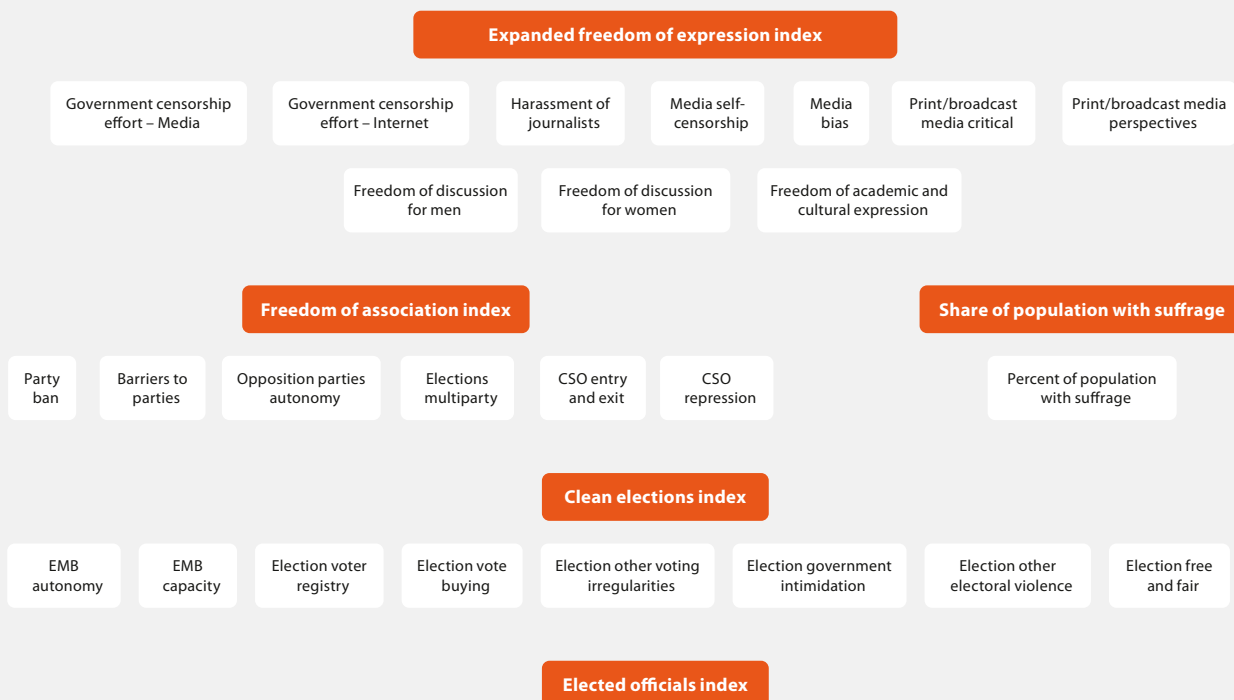 Expanded freedom of expression index
Government censorship
effort – Media
Government censorship
effort – Internet
Harassment of
journalists
Media self-
censorship
Media
bias
Print/broadcast
media critical
Print/broadcast media
perspectives
Freedom of discussion
for men
Freedom of discussion
for women
Freedom of academic and
cultural expression
Freedom of association index
Share of population with suffrage
Party
ban
Barriers to
parties
Opposition parties
autonomy
Elections
multiparty
CSO entry
and exit
CSO
repression
Percent of population
with suffrage
Clean elections index
EMB
autonomy
EMB
capacity
Election voter
registry
Election vote
buying
Election other voting
irregularities
Election government
intimidation
Election other
electoral violence
Election free
and fair
Elected officials index